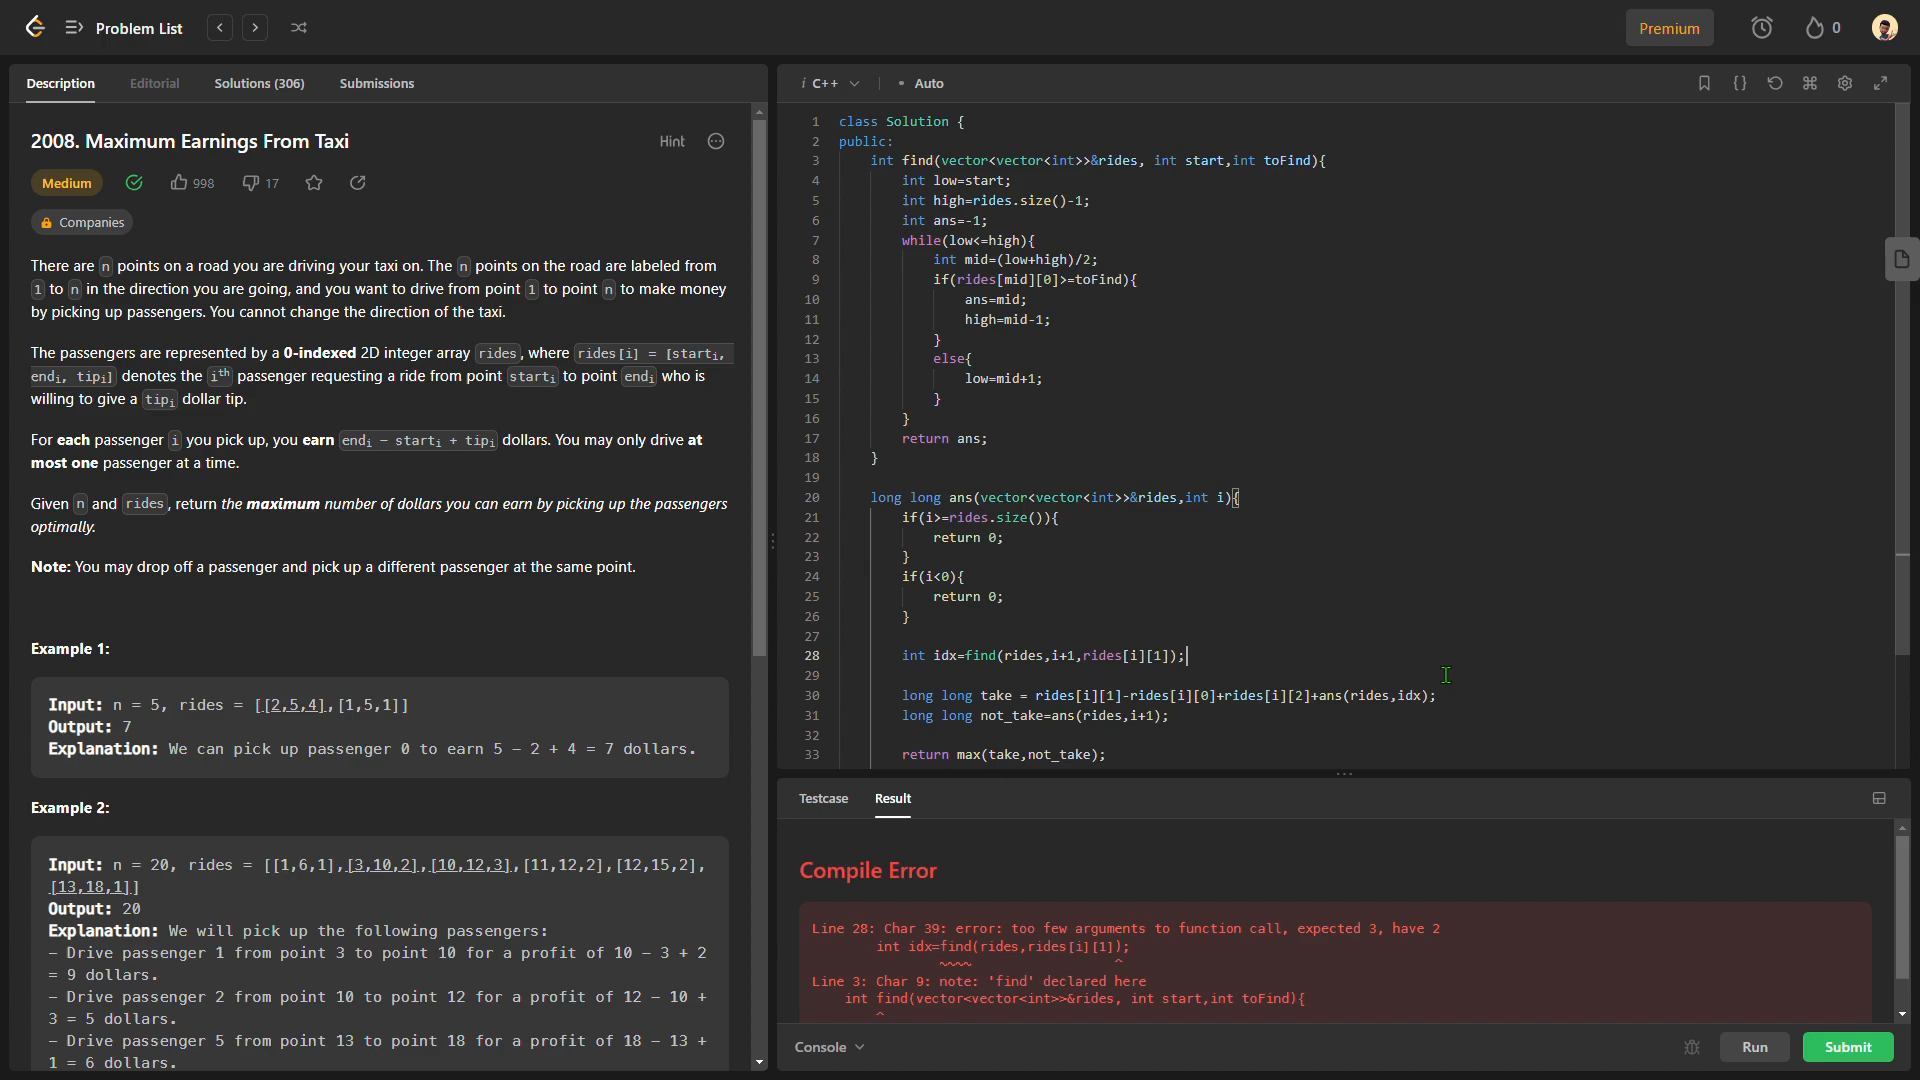 Problem List
Premium
0
Description Editorial Solutions (306) Submissions
2008. Maximum Earnings From Taxi
Hint
Medium 998 17
Companies
There are n points on a road you are driving your taxi on. The n points on the road are labeled from
1 to n in the direction you are going, and you want to drive from point 1 to point n to make money
by picking up passengers. You cannot change the direction of the taxi.
The passengers are represented by a 0-indexed 2D integer array rides, where rides[i] = [starti,
endi, tipi] denotes the ith passenger requesting a ride from point starti to point endi who is
willing to give a tipi dollar tip.
For each passenger i you pick up, you earn endi − starti + tipi dollars. You may only drive at
most one passenger at a time.
Given n and rides, return the maximum number of dollars you can earn by picking up the passengers
optimally.
Note: You may drop off a passenger and pick up a different passenger at the same point.
Example 1:
Input: n = 5, rides = [[2,5,4],[1,5,1]]
Output: 7
Explanation: We can pick up passenger 0 to earn 5 − 2 + 4 = 7 dollars.
Example 2:
Input: n = 20, rides = [[1,6,1],[3,10,2],[10,12,3],[11,12,2],[12,15,2],
[13,18,1]]
Output: 20
Explanation: We will pick up the following passengers:
− Drive passenger 1 from point 3 to point 10 for a profit of 10 − 3 + 2
= 9 dollars.
− Drive passenger 2 from point 10 to point 12 for a profit of 12 − 10 +
3 = 5 dollars.
− Drive passenger 5 from point 13 to point 18 for a profit of 18 − 13 +
1 = 6 dollars.
i C++ • Auto
1 class Solution {
2 public:
3 int find(vector<vector<int>>&rides, int start,int toFind){
4 int low=start;
5 int high=rides.size()-1;
6 int ans=-1;
7 while(low<=high){
8 int mid=(low+high)/2;
9 if(rides[mid][0]>=toFind){
10 ans=mid;
11 high=mid-1;
12 }
13 else{
14 low=mid+1;
15 }
16 }
17 return ans;
18 }
19
20 long long ans(vector<vector<int>>&rides,int i){
21 if(i>=rides.size()){
22 return 0;
23 }
24 if(i<0){
25 return 0;
26 }
27
28 int idx=find(rides,i+1,rides[i][1]);
29
30 long long take = rides[i][1]-rides[i][0]+rides[i][2]+ans(rides,idx);
31 long long not_take=ans(rides,i+1);
32
33 return max(take,not_take);
Testcase Result
Compile Error
Line 28: Char 39: error: too few arguments to function call, expected 3, have 2
int idx=find(rides,rides[i][1]);
~~~~ ^
Line 3: Char 9: note: 'find' declared here
int find(vector<vector<int>>&rides, int start,int toFind){
^
Console
Run Submit